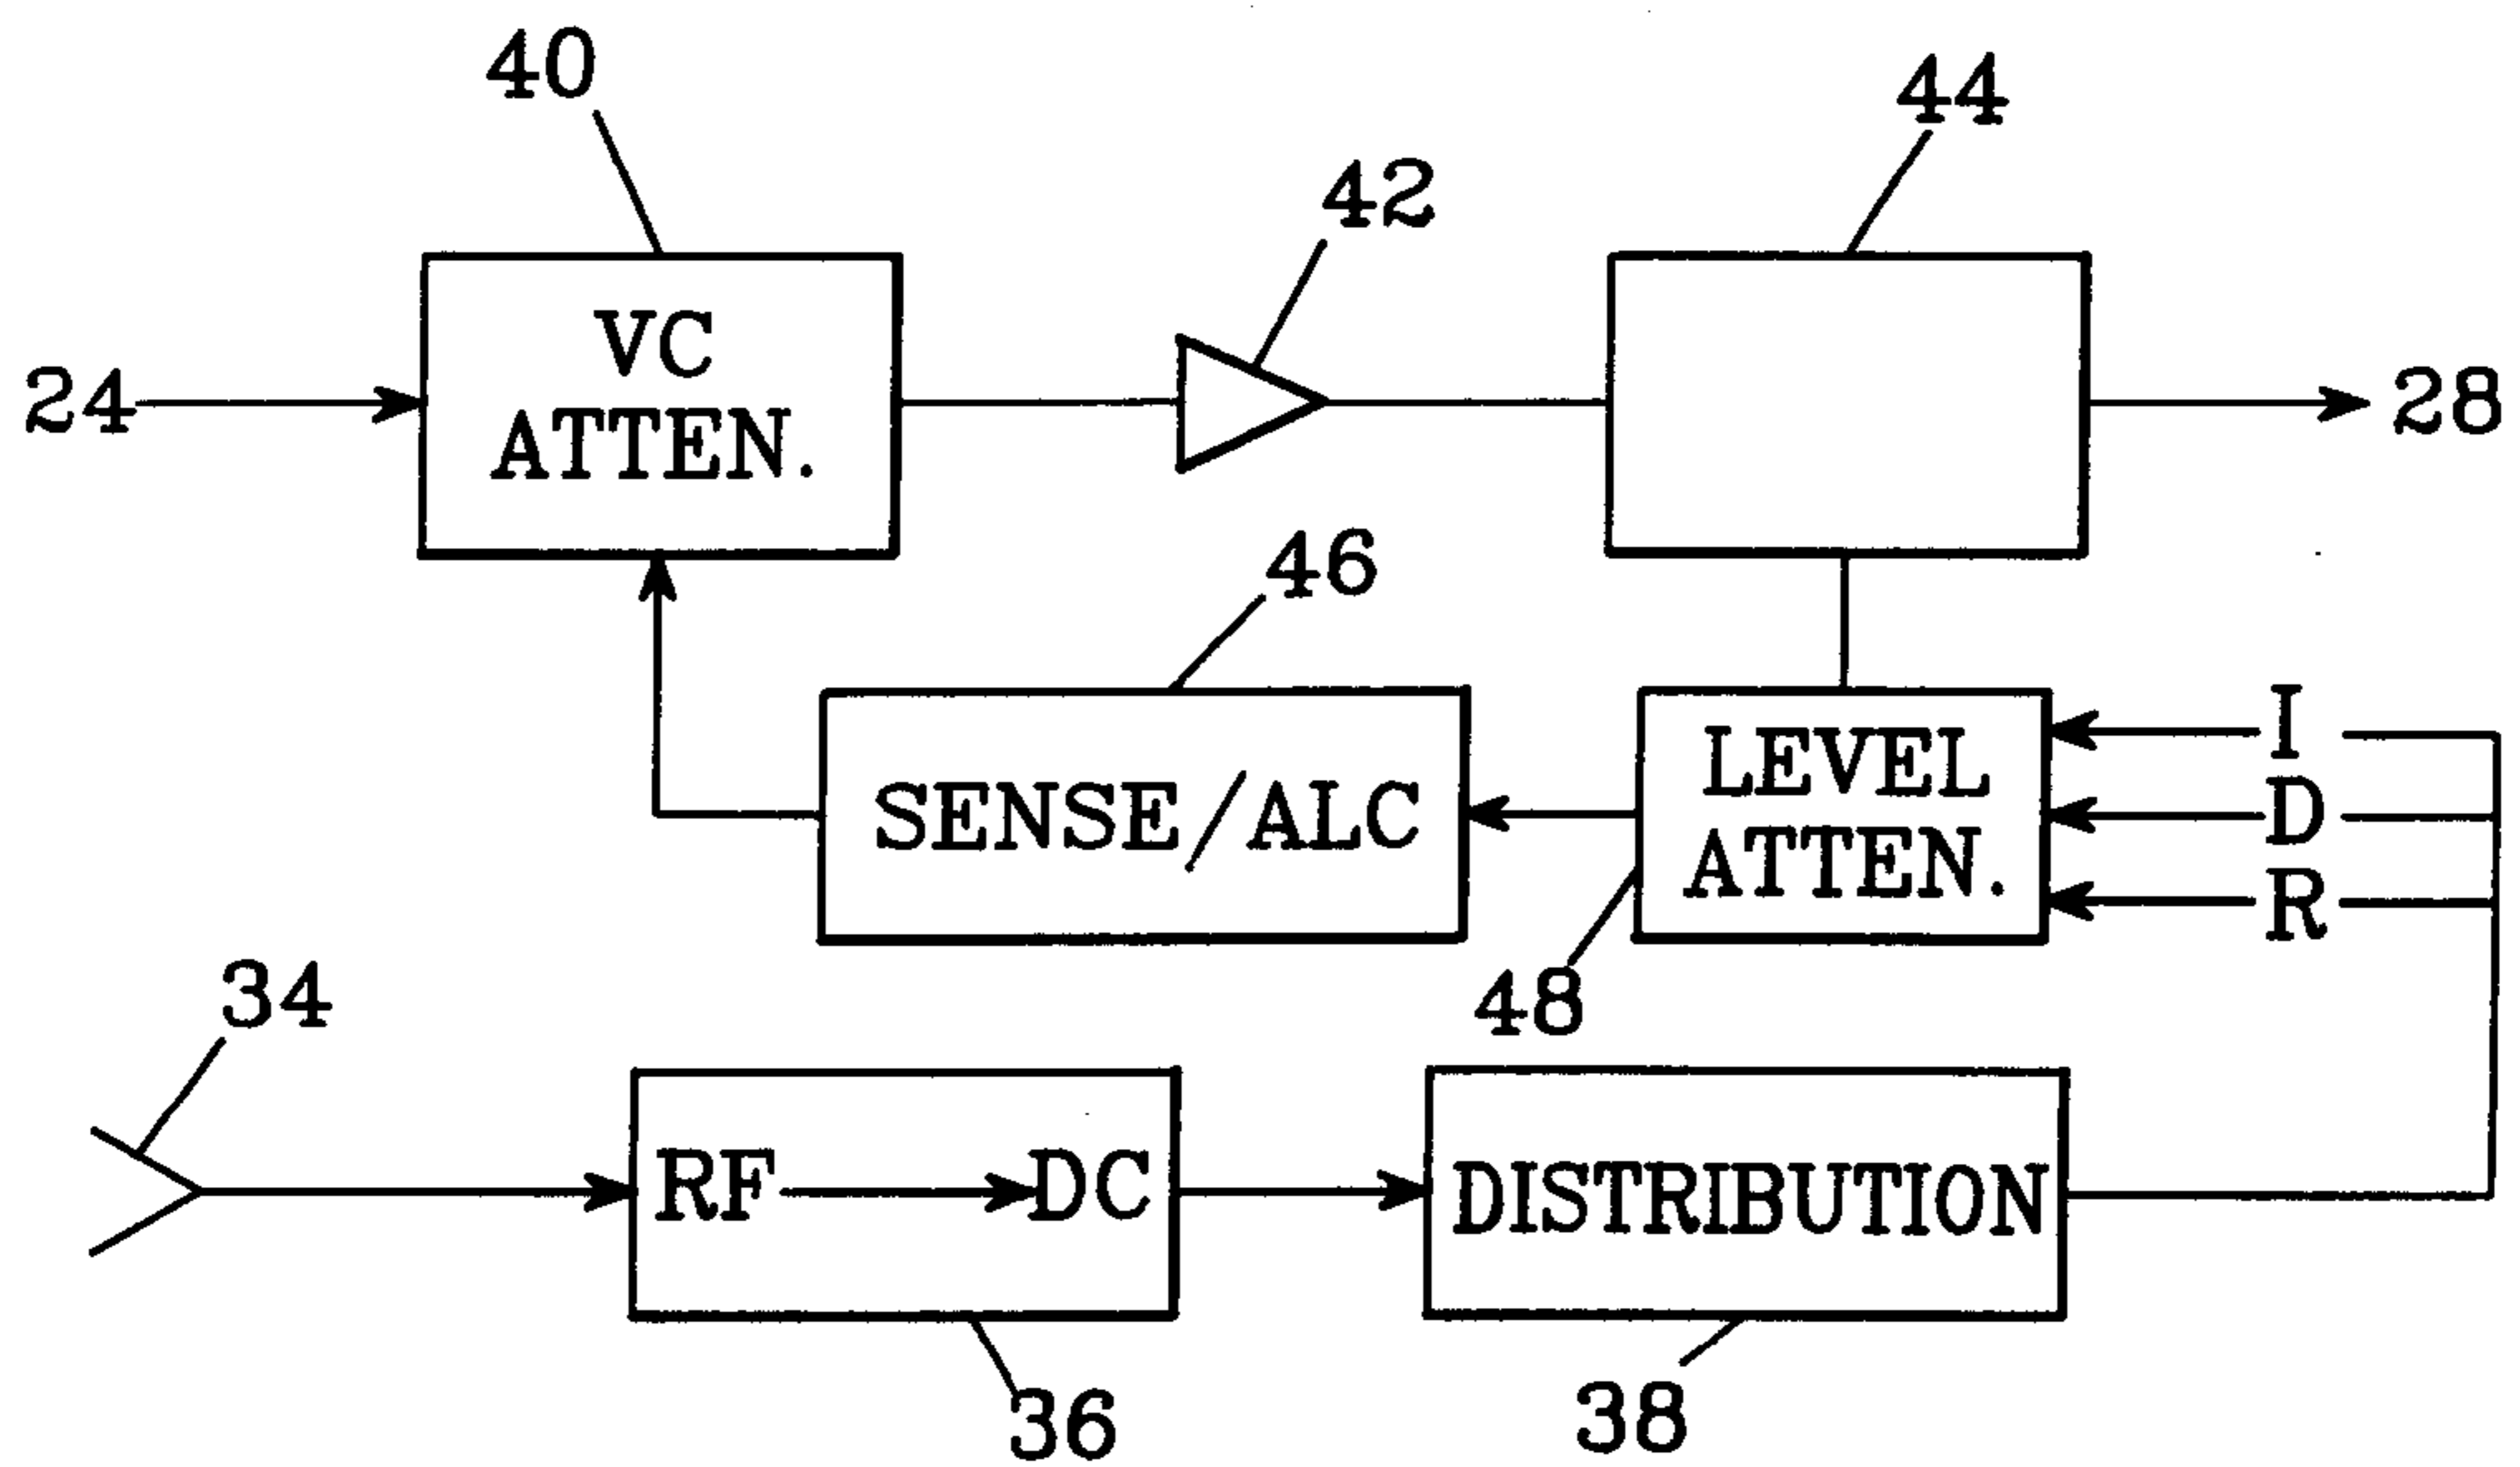 40
44
42
VC
ATTEN.
24
28
46
I
LEVEL
SENSE/ALC
D
ATTEN.
R
34
48
RF DC
DISTRIBUTION
36
38